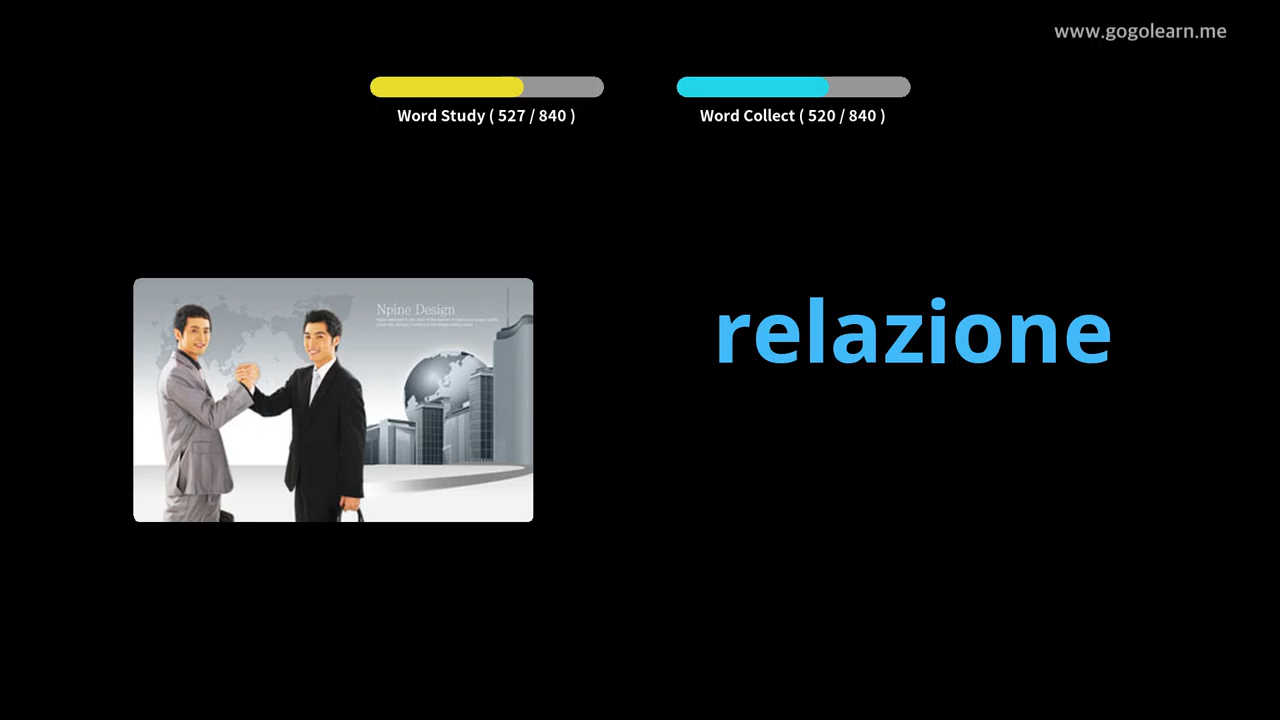 www.gogolearn.me
Word Study ( 527 / 840 )
Word Collect ( 520 / 840 )
Npine Design
relazione